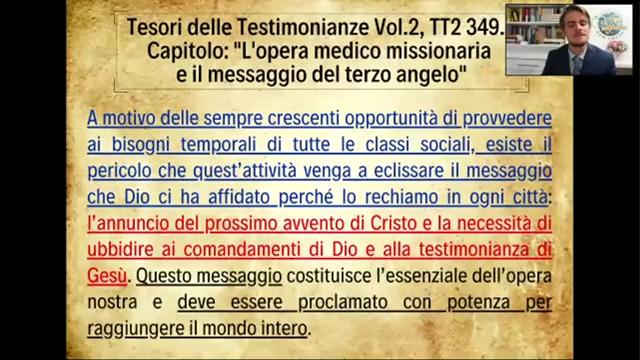 Tesori delle Testimonianze Vol.2, TT2 349.
Capitolo: "L'opera medico missionaria
e il messaggio del terzo angelo"
A motivo delle sempre crescenti opportunità di provvedere
ai bisogni temporali di tutte le classi sociali, esiste il
pericolo che quest'attività venga a eclissare il messaggio
che Dio ci ha affidato perché lo rechiamo in ogni città:
l'annuncio del prossimo avvento di Cristo e la necessità di
ubbidire ai comandamenti di Dio e alla testimonianza di
Gesù. Questo messaggio costituisce l'essenziale dell'opera
nostra e deve essere proclamato con potenza per
raggiungere il mondo intero.